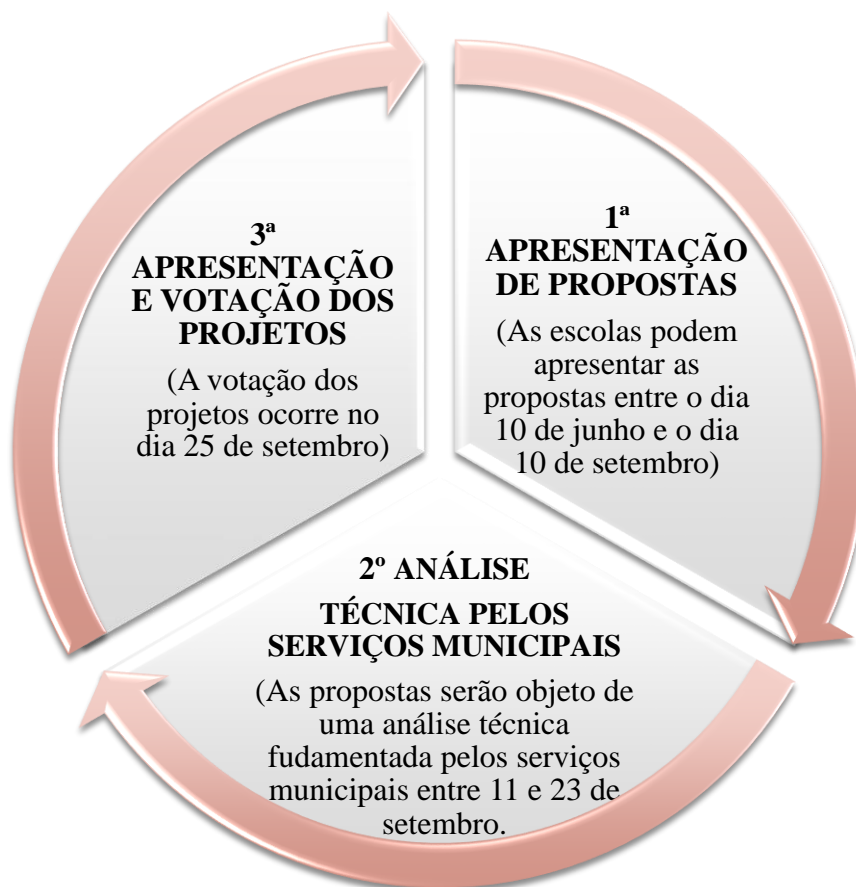 1ª
APRESENTAÇÃO
DE PROPOSTAS
(As escolas podem
apresentar as
propostas entre o dia
10 de junho e o dia
10 de setembro)
2º ANÁLISE
TÉCNICA PELOS
SERVIÇOS MUNICIPAIS
(As propostas serão objeto de
uma análise técnica
fudamentada pelos serviços
municipais entre 11 e 23 de
setembro.
3ª
APRESENTAÇÃO
E VOTAÇÃO DOS
PROJETOS
(A votação dos
projetos ocorre no
dia 25 de setembro)